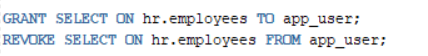 GRANT SELECT ON hr.employees TO app_user;
REVOKE SELECT ON hr.employees FROM app_user;